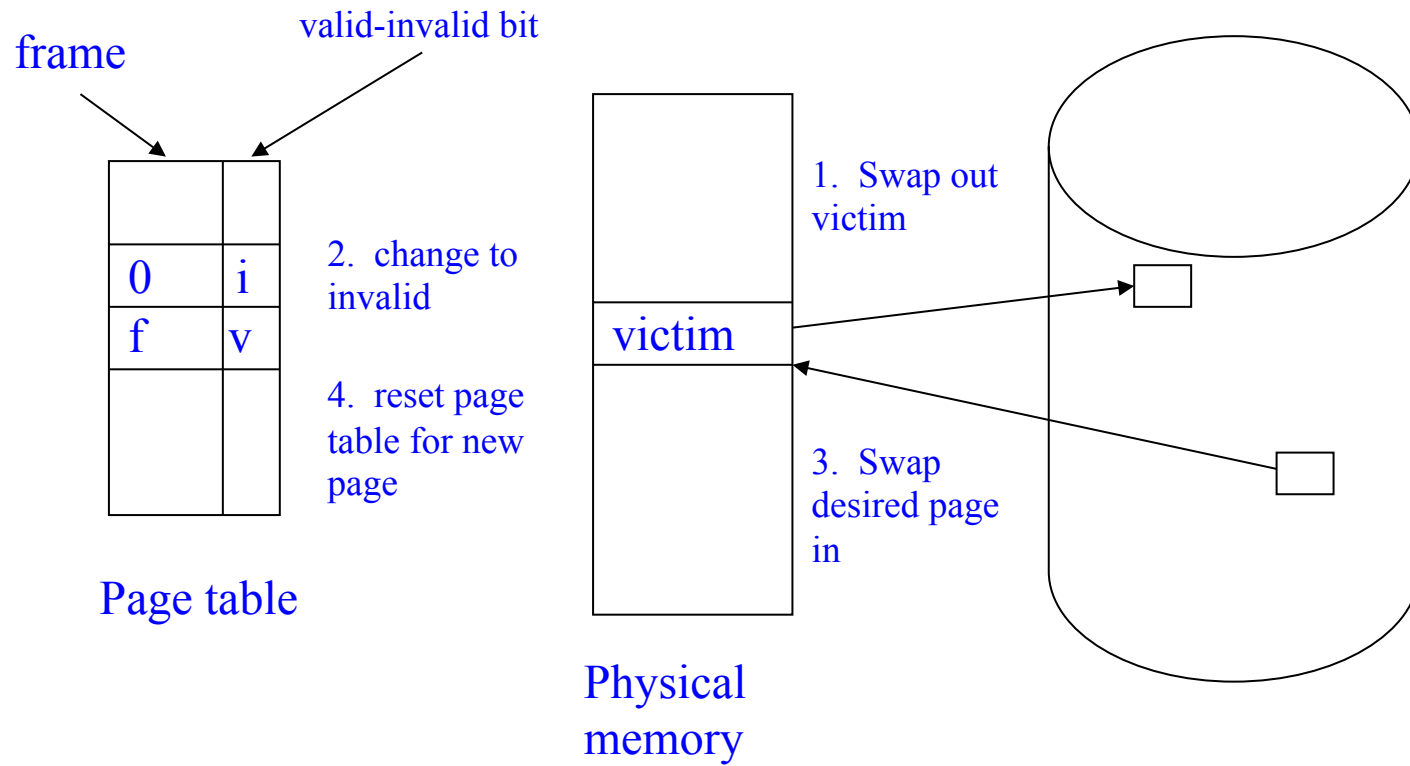 valid-invalid bit
frame
0 i
f v
2. change to
invalid
4. reset page
table for new
page
Page table
victim
Physical
memory
1. Swap out
victim
3. Swap
desired page
in